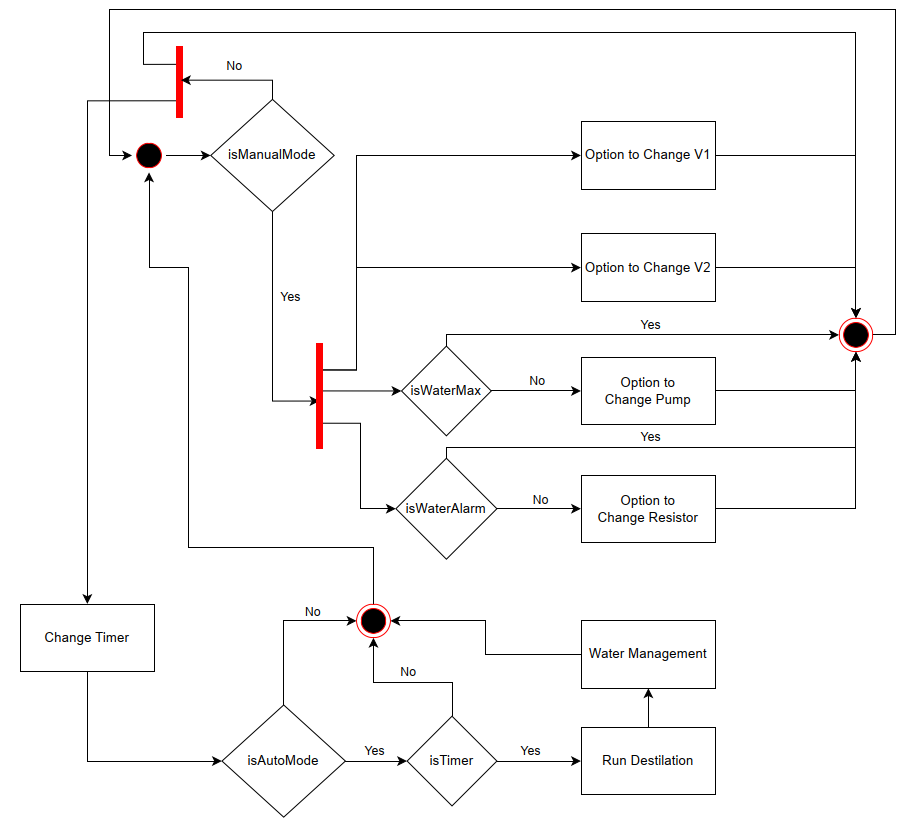 No
isManualMode
Option to Change V1
Option to Change V2
Yes
Yes
isWaterMax
No
Option to
Change Pump
Yes
isWaterAlarm
No
Option to
Change Resistor
No
Change Timer
Water Management
No
isAutoMode
Yes
isTimer
Yes
Run Destilation